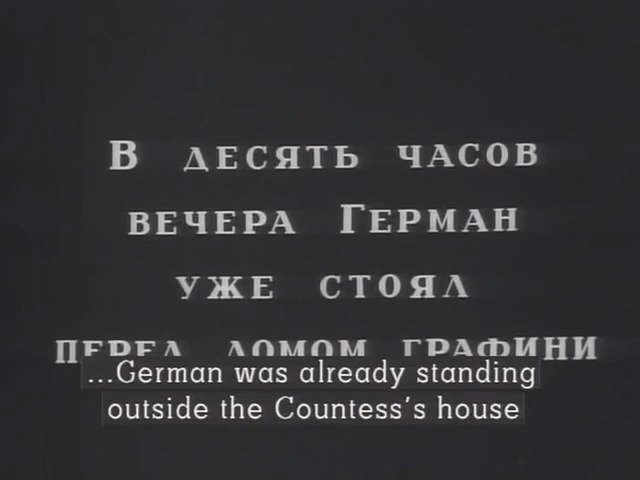 В десять часов
вечера Герман
уже стоял
перед домом графини
...German was already standing
outside the Countess's house